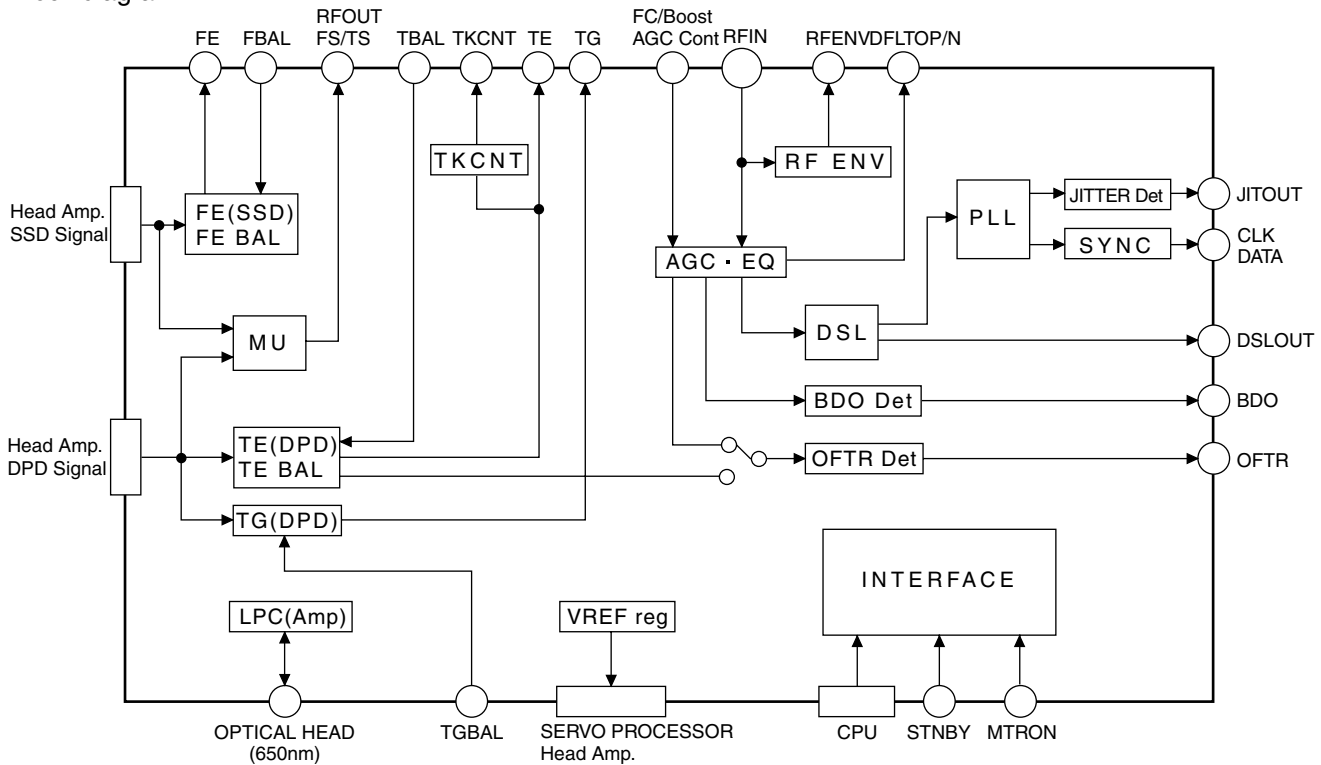 RFOUT
FC/Boost
FE FBAL FS/TS TBAL TKCNT TE TG AGC Cont RFIN RFENV DFLTOP/N
TKCNT
RF ENV
Head Amp.
SSD Signal
FE(SSD)
FE BAL
PLL
JITTER Det
JITOUT
SYNC
CLK
DATA
AGC · EQ
MU
DSL
DSLOUT
BDO Det
BDO
Head Amp.
DPD Signal
TE(DPD)
TE BAL
OFTR Det
OFTR
TG(DPD)
INTERFACE
LPC(Amp)
VREF reg
OPTICAL HEAD
(650nm)
TGBAL
SERVO PROCESSOR
Head Amp.
CPU
STNBY
MTRON